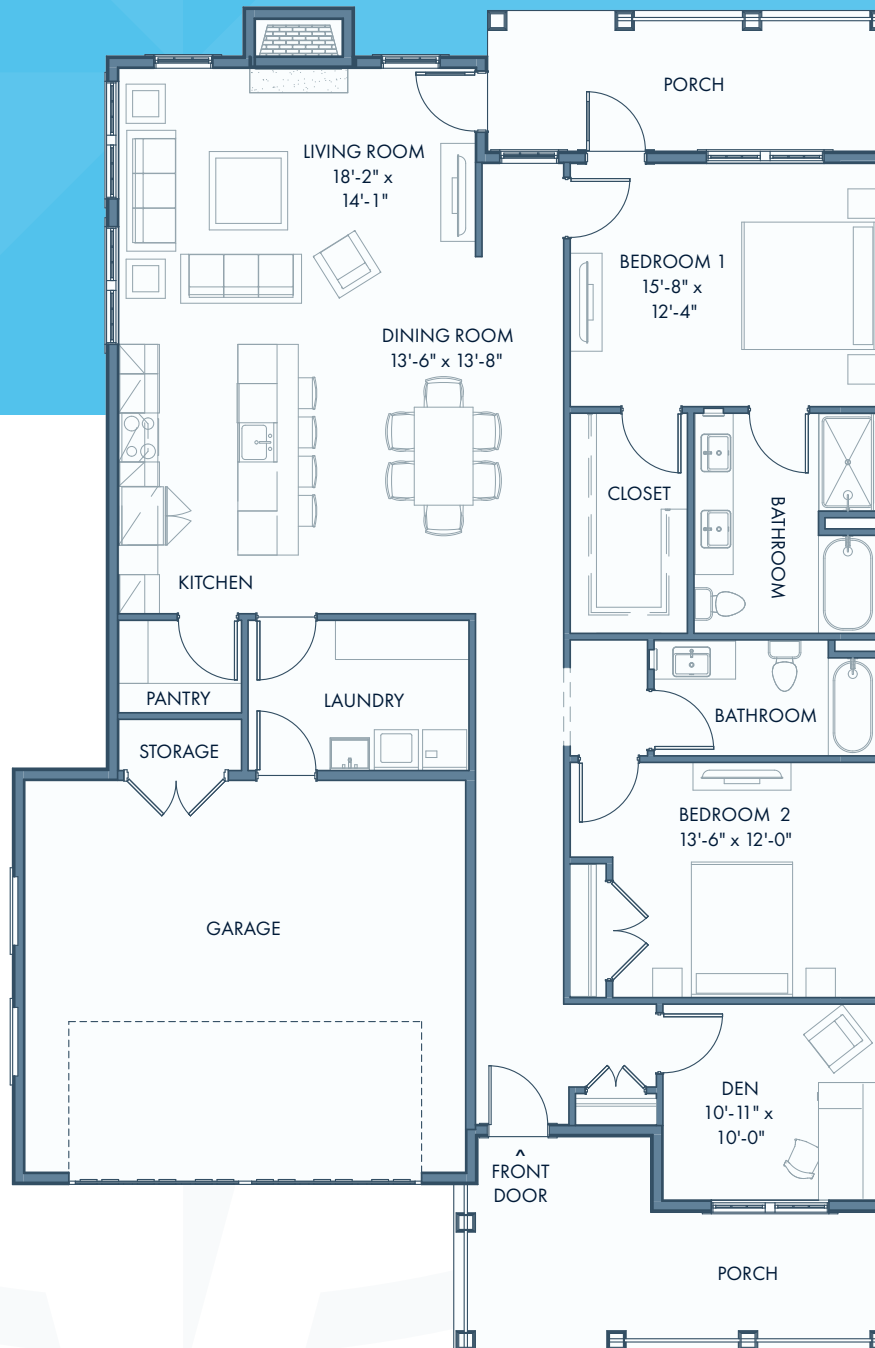 PORCH
LIVING ROOM
18'-2" x
14'-1"
BEDROOM 1
15'-8" x
12'-4"
DINING ROOM
13'-6" x 13'-8"
CLOSET
BATHROOM
KITCHEN
PANTRY
LAUNDRY
BATHROOM
STORAGE
BEDROOM 2
13'-6" x 12'-0"
GARAGE
DEN
10'-11" x
10'-0"
FRONT
DOOR
PORCH